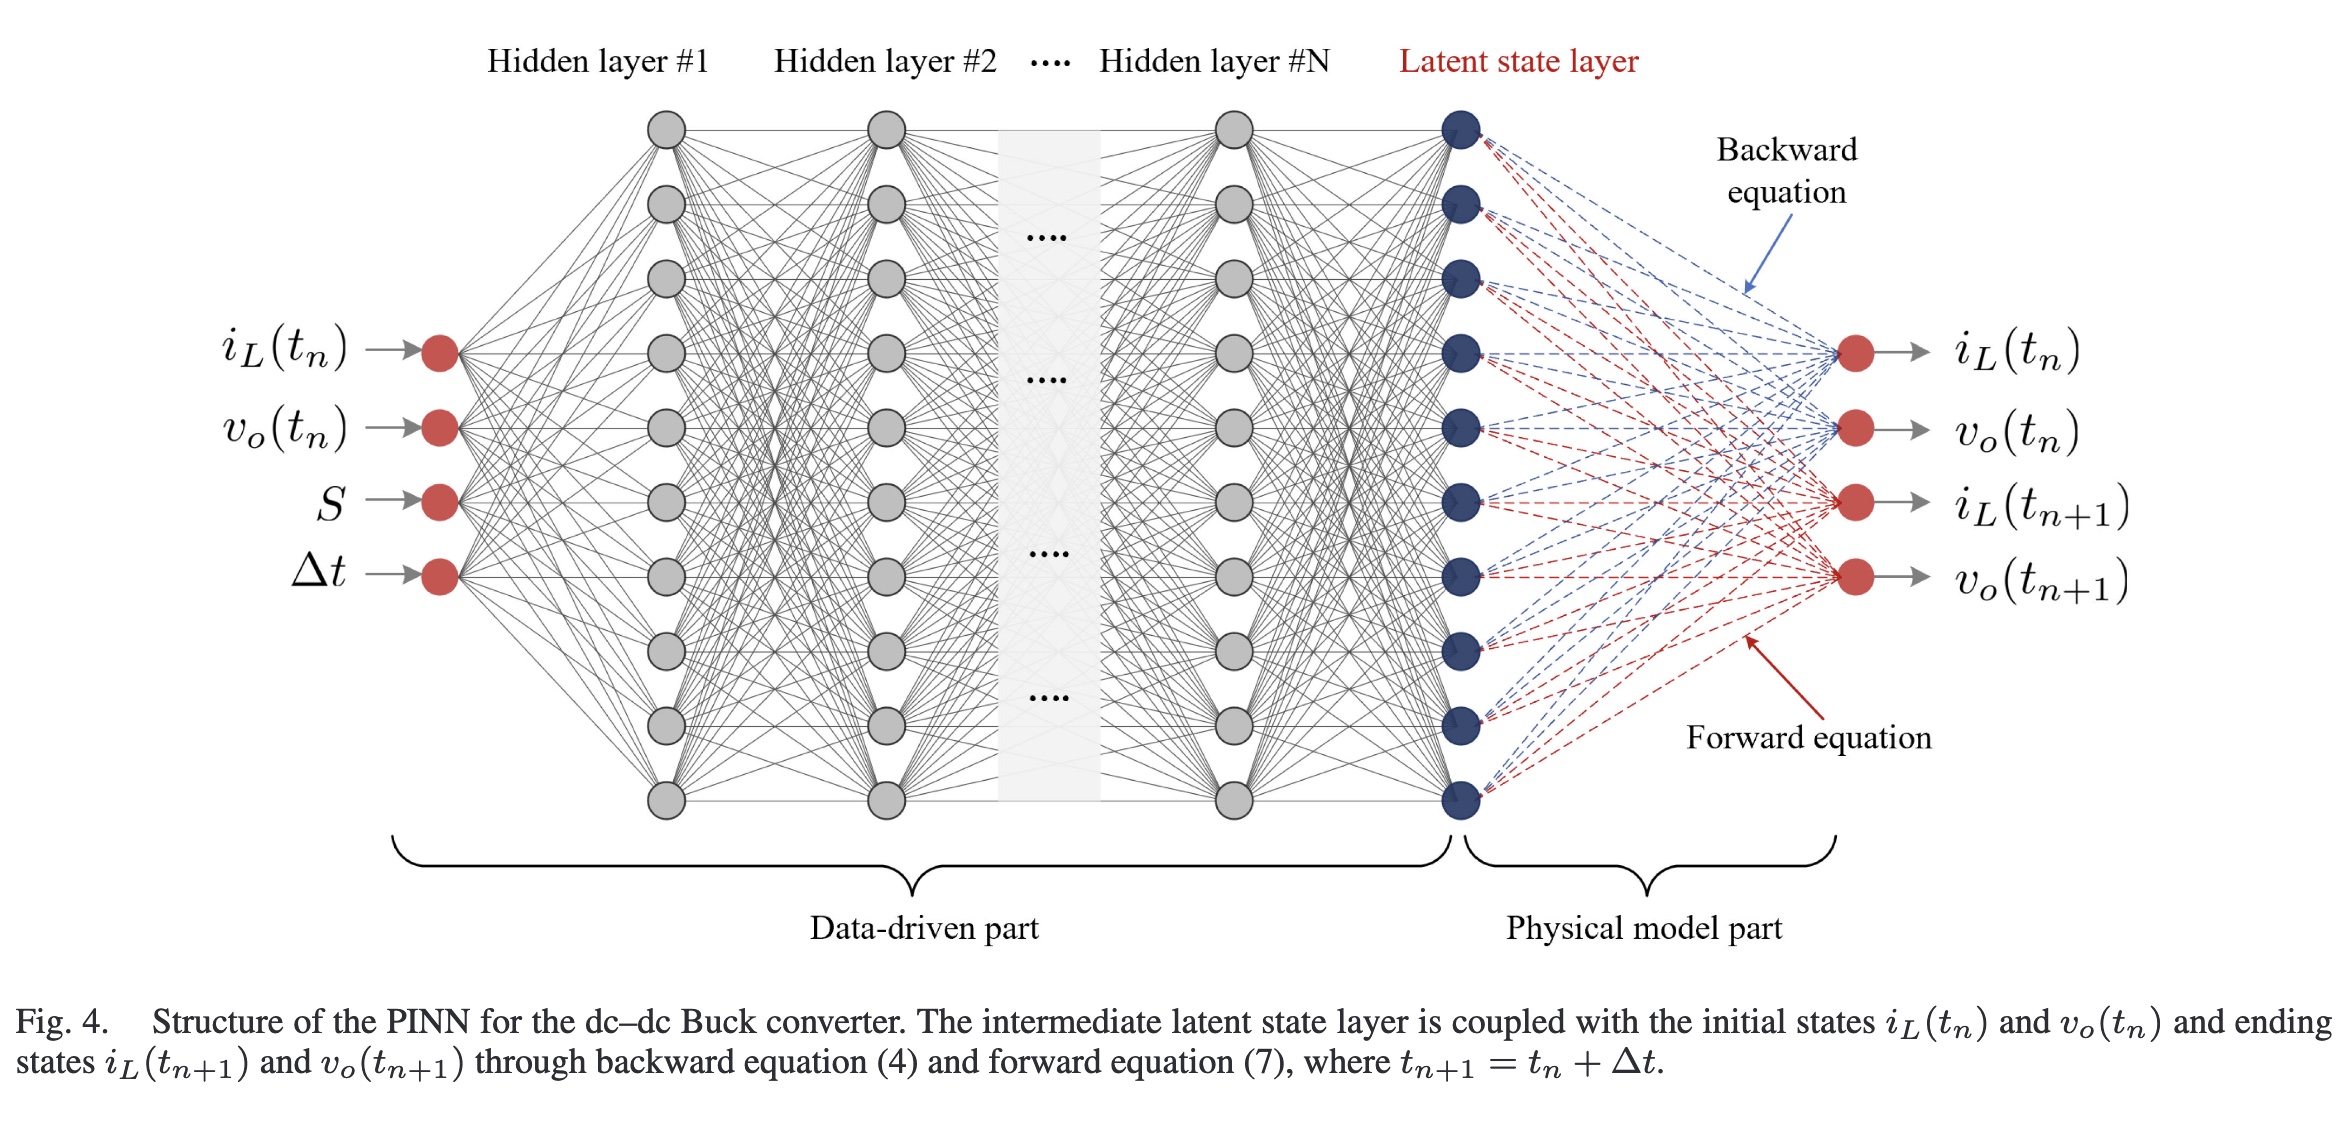 Hidden layer #1 Hidden layer #2 .... Hidden layer #N Latent state layer
Backward
equation
....
....
....
....
i_L(t_n)
v_o(t_n)
S
Δt
i_L(t_n)
v_o(t_n)
i_L(t_{n+1})
v_o(t_{n+1})
Forward equation
Data-driven part
Physical model part
Fig. 4. Structure of the PINN for the dc–dc Buck converter. The intermediate latent state layer is coupled with the initial states i_L(t_n) and v_o(t_n) and ending
states i_L(t_{n+1}) and v_o(t_{n+1}) through backward equation (4) and forward equation (7), where t_{n+1} = t_n + Δt.